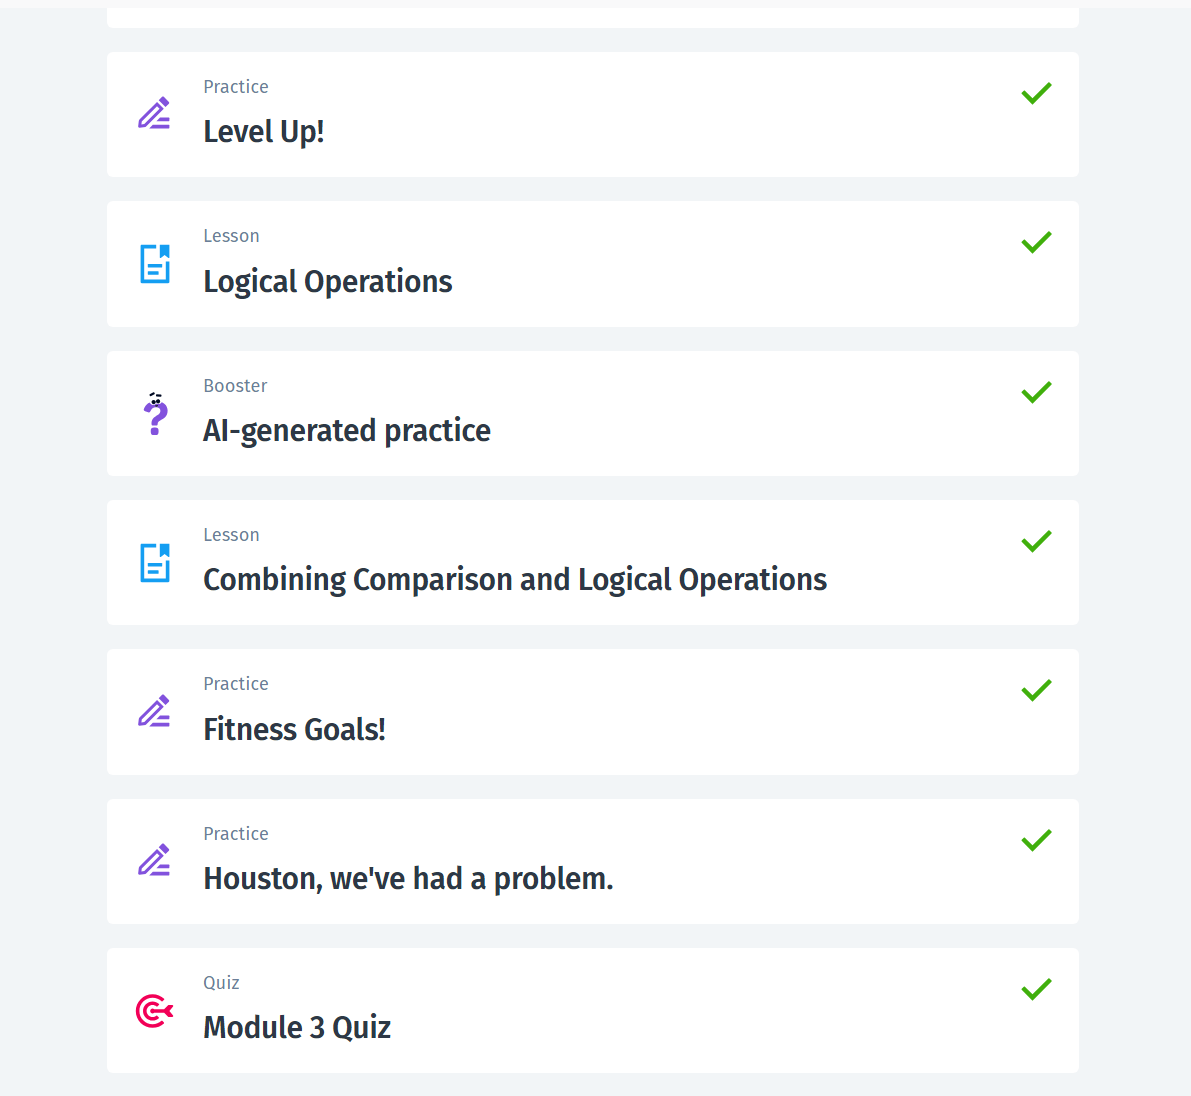 Practice
Level Up!
Lesson
Logical Operations
Booster
AI-generated practice
Lesson
Combining Comparison and Logical Operations
Practice
Fitness Goals!
Practice
Houston, we've had a problem.
Quiz
Module 3 Quiz